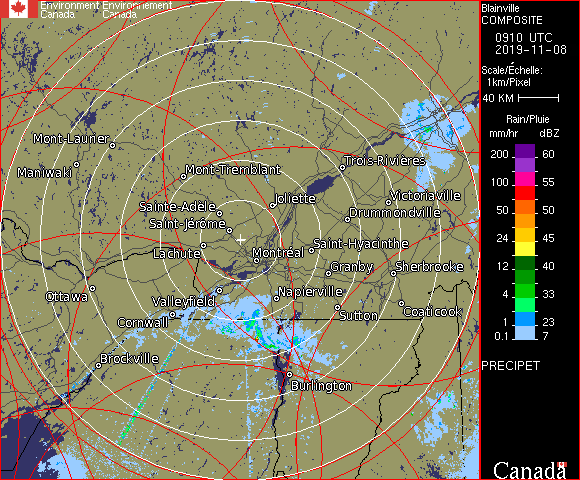 Environment Environnement
Canada Canada
Blainville
COMPOSITE
0910 UTC
2019-11-08
Scale/Échelle:
1km/Pixel
40 KM
Rain/Pluie
mm/hr dBZ
200 60
100 55
50 50
24 45
12 40
4 33
1 23
0.1 7
PRECIPET
Canada
Mont-Laurier
Maniwaki
Mont-Tremblant
Trois-Rivières
Joliette
Victoriaville
Sainte-Adèle
Drummondville
Saint-Jérôme
Lachute
Montréal
Saint-Hyacinthe
Granby
Sherbrooke
Ottawa
Valleyfield
Napierville
Cornwall
Sutton
Coaticook
Brockville
Burlington